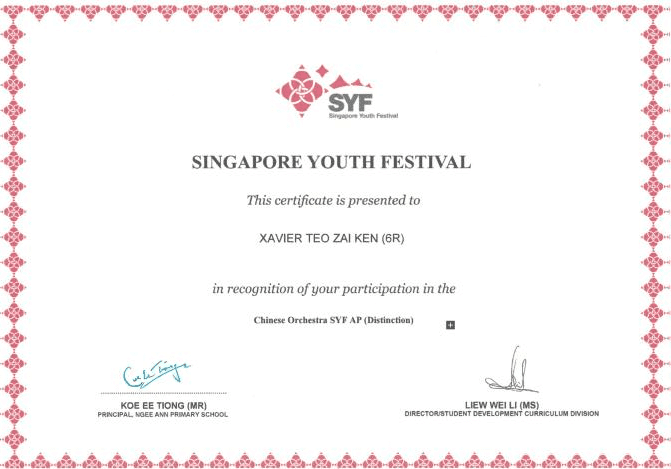 SYF
Singapore Youth Festival
SINGAPORE YOUTH FESTIVAL
This certificate is presented to
XAVIER TEO ZAI KEN (6R)
in recognition of your participation in the
Chinese Orchestra SYF AP (Distinction)
KOE EE TIONG (MR)
PRINCIPAL, NGEE ANN PRIMARY SCHOOL
LIEW WEI LI (MS)
DIRECTOR/STUDENT DEVELOPMENT CURRICULUM DIVISION